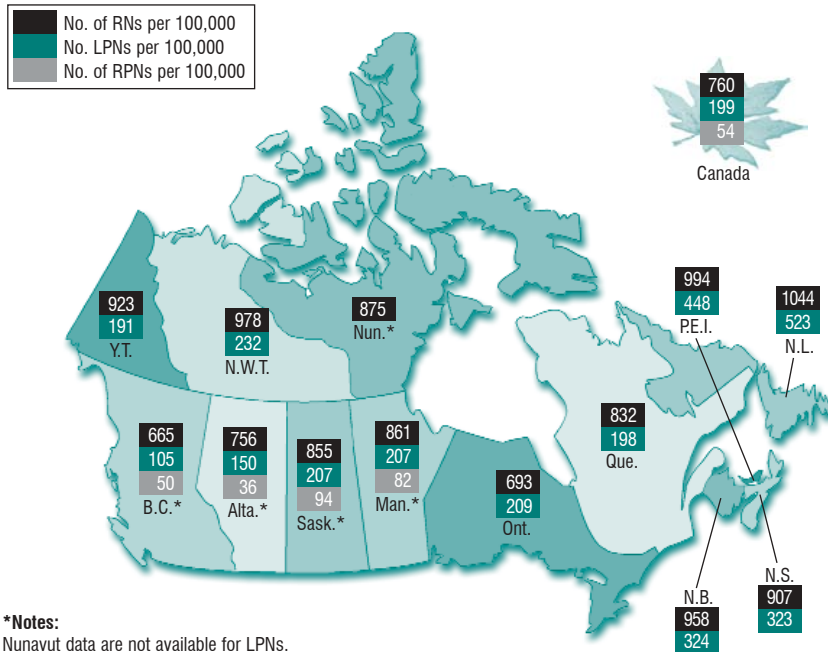 No. of RNs per 100,000
No. LPNs per 100,000
No. of RPNs per 100,000
760
199
54
Canada
994
448
P.E.I.
1044
523
N.L.
923
191
Y.T.
978
232
N.W.T.
875
Nun.*
665
105
50
B.C.*
756
150
36
Alta.*
855
207
94
Sask.*
861
207
82
Man.*
693
209
Ont.
832
198
Que.
N.B.
958
324
N.S.
907
323
*Notes:
Nunavut data are not available for LPNs.